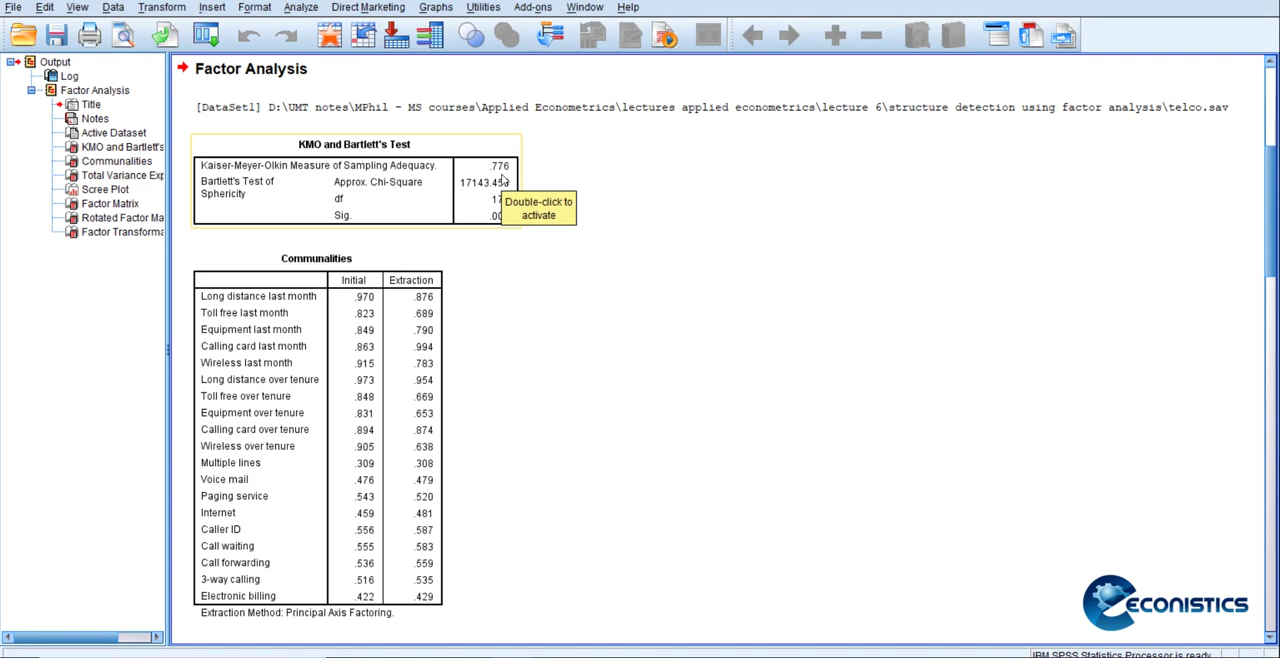 File Edit View Data Transform Insert Format Analyze Direct Marketing Graphs Utilities Add-ons Window Help
Output
Log
Factor Analysis
Title
Notes
Active Dataset
KMO and Bartlett's
Communalities
Total Variance Exp
Scree Plot
Factor Matrix
Rotated Factor Ma
Factor Transforma
Factor Analysis
[DataSet1] D:\UMT notes\MPhil - MS courses\Applied Econometrics\lectures applied econometrics\lecture 6\structure detection using factor analysis\telco.sav
KMO and Bartlett's Test
Kaiser-Meyer-Olkin Measure of Sampling Adequacy. .776
Bartlett's Test of Sphericity Approx. Chi-Square
df
Sig.
Double-click to activate
Communalities
Initial Extraction
Long distance last month .970 .876
Toll free last month .823 .689
Equipment last month .849 .790
Calling card last month .863 .994
Wireless last month .915 .783
Long distance over tenure .973 .954
Toll free over tenure .848 .669
Equipment over tenure .831 .653
Calling card over tenure .894 .874
Wireless over tenure .905 .638
Multiple lines .309 .308
Voice mail .476 .479
Paging service .543 .520
Internet .459 .481
Caller ID .556 .587
Call waiting .555 .583
Call forwarding .536 .559
3-way calling .516 .535
Electronic billing .422 .429
Extraction Method: Principal Axis Factoring.
ECONISTICS
IBM SPSS Statistics Processor is ready